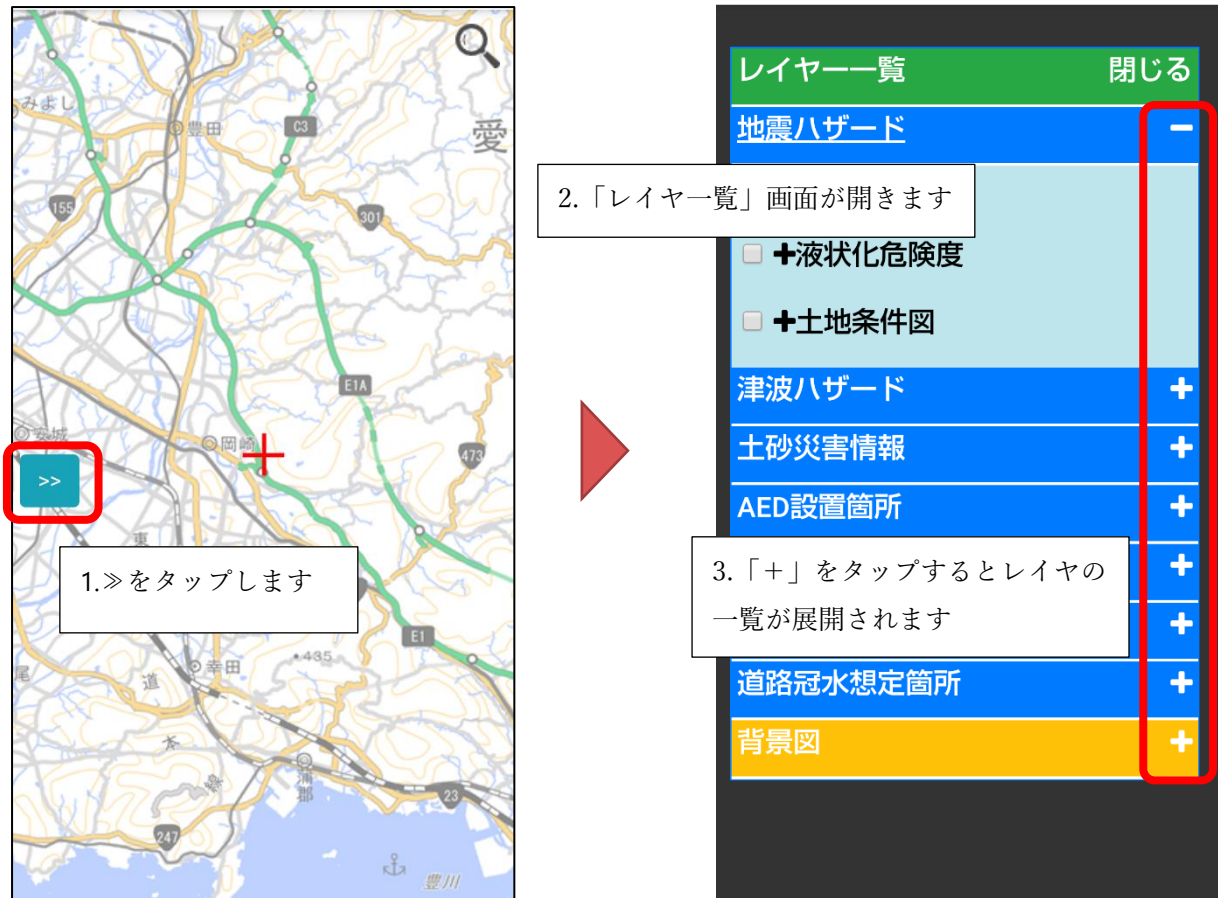 みよし
豊田
C3
愛
155
301
E1A
安城
岡崎
473
>>
東
1.≫をタップします
E1
•435
尾
幸田
道
本
線
蒲郡
23
247
豊川
レイヤー一覧 閉じる
地震ハザード
2.「レイヤ一覧」画面が開きます
+液状化危険度
+土地条件図
津波ハザード +
土砂災害情報 +
AED設置箇所 +
3.「+」をタップするとレイヤの
一覧が展開されます
+
+
道路冠水想定箇所 +
背景図 +